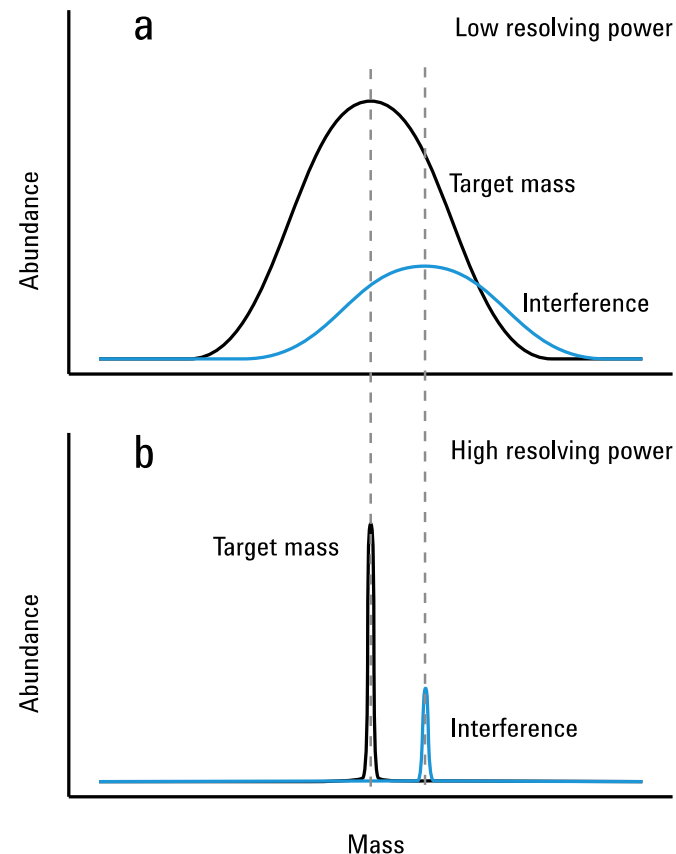 a
Low resolving power
Abundance
Target mass
Interference
b
High resolving power
Abundance
Target mass
Interference
Mass